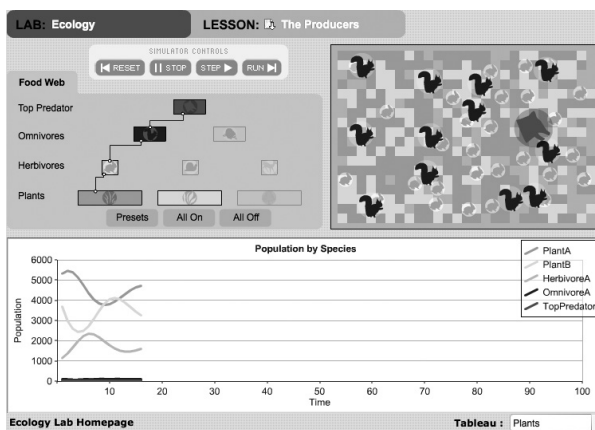 LAB: Ecology
LESSON: The Producers
SIMULATOR CONTROLS
RESET STOP STEP RUN
Food Web
Top Predator
Omnivores
Herbivores
Plants
Presets All On All Off
Population by Species
Population
6000
5000
4000
3000
2000
1000
0
10 20 30 40 50 60 70 80 90 100
Time
PlantA
PlantB
HerbivoreA
OmnivoreA
TopPredator
Ecology Lab Homepage
Tableau : Plants